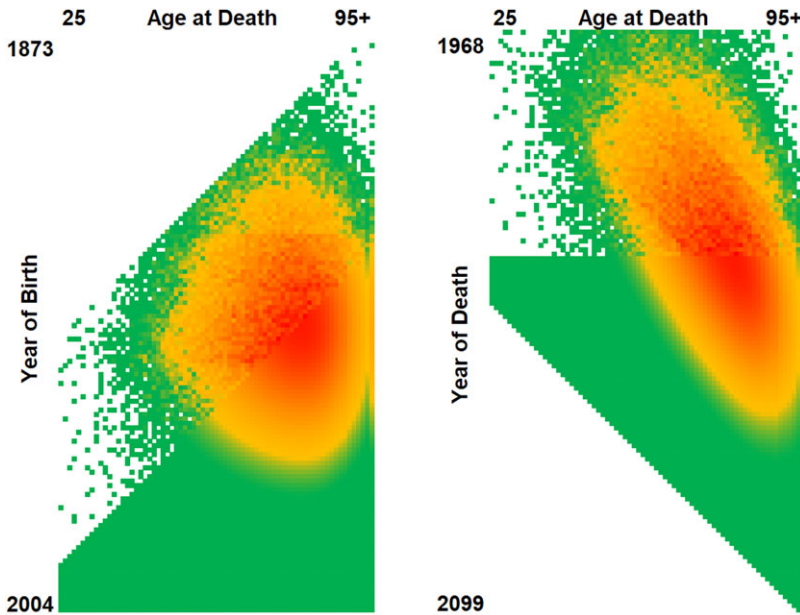 25 Age at Death 95+
1873
Year of Birth
2004
25 Age at Death 95+
1968
Year of Death
2099